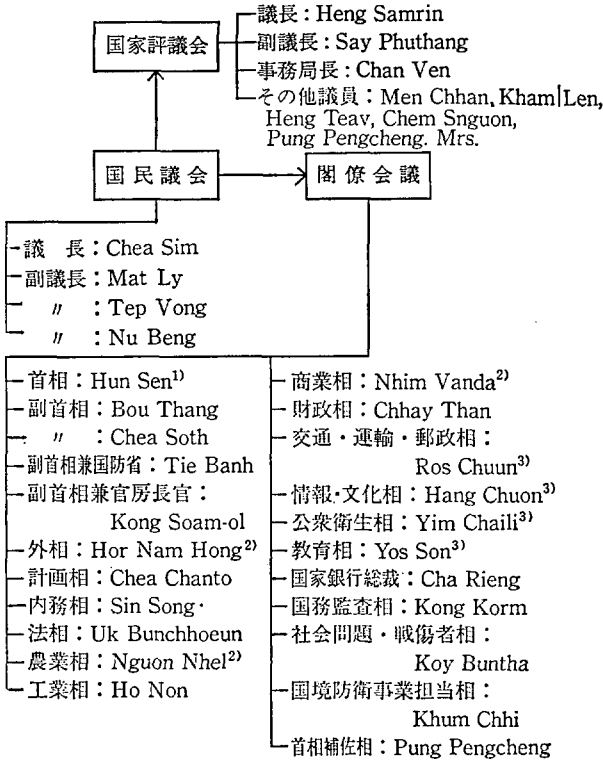 国家評議会
議長：Heng Samrin
副議長：Say Phuthang
事務局長：Chan Ven
その他議員：Men Chhan, Kham Len,
Heng Teav, Chem Snguon,
Pung Pengcheng. Mrs.
国民議会
閣僚会議
議　長：Chea Sim
副議長：Mat Ly
〃　：Tep Vong
〃　：Nu Beng
首相：Hun Sen1)
副首相：Bou Thang
〃　：Chea Soth
副首相兼国防省：Tie Banh
副首相兼官房長官：
Kong Soam-ol
外相：Hor Nam Hong2)
計画相：Chea Chanto
内務相：Sin Song
法相：Uk Bunchhoeun
農業相：Nguon Nhel2)
工業相：Ho Non
商業相：Nhim Vanda2)
財政相：Chhay Than
交通・運輸・郵政相：
Ros Chuun3)
情報・文化相：Hang Chuon3)
公衆衛生相：Yim Chaili3)
教育相：Yos Son3)
国家銀行総裁：Cha Rieng
国務監査相：Kong Korm
社会問題・戦傷者相：
Koy Buntha
国境防衛事業担当相：
Khum Chhi
首相補佐相：Pung Pengcheng